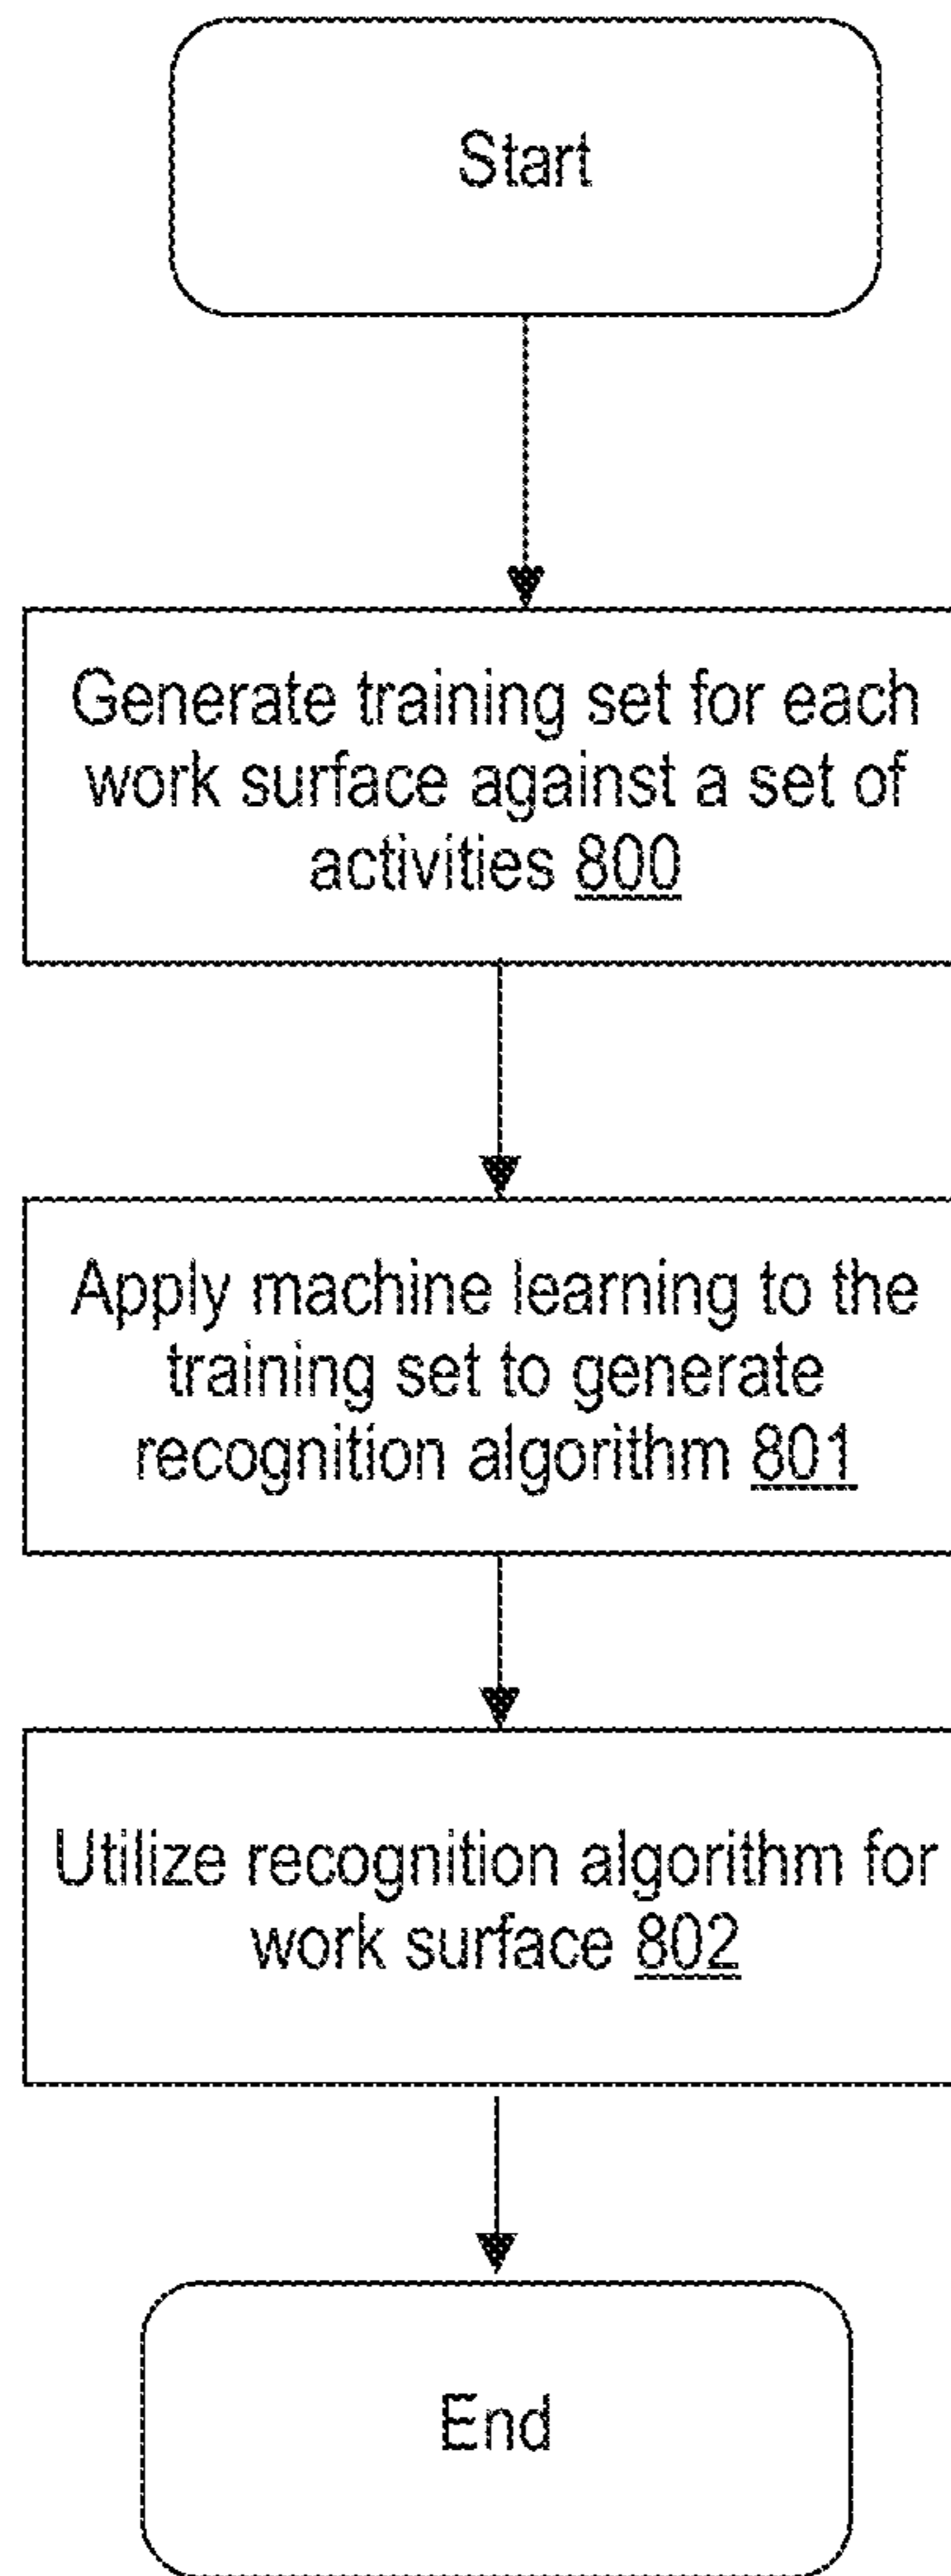 Start
Generate training set for each
work surface against a set of
activities 800
Apply machine learning to the
training set to generate
recognition algorithm 801
Utilize recognition algorithm for
work surface 802
End